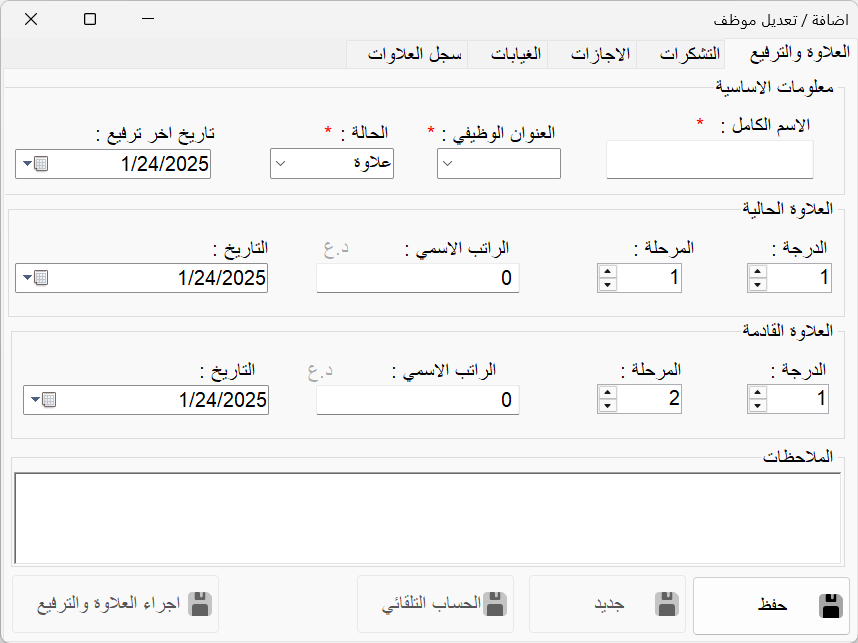 اضافة / تعديل موظف
العلاوة والترفيع
التشكرات
الاجازات
الغيابات
سجل العلاوات
معلومات الاساسية
الاسم الكامل : *
العنوان الوظيفي : *
الحالة : *
علاوة
تاريخ اخر ترفيع :
1/24/2025
العلاوة الحالية
الدرجة :
1
المرحلة :
1
الراتب الاسمي :
د.ع
0
التاريخ :
1/24/2025
العلاوة القادمة
الدرجة :
1
المرحلة :
2
الراتب الاسمي :
د.ع
0
التاريخ :
1/24/2025
الملاحظات
حفظ
جديد
الحساب التلقائي
اجراء العلاوة والترفيع